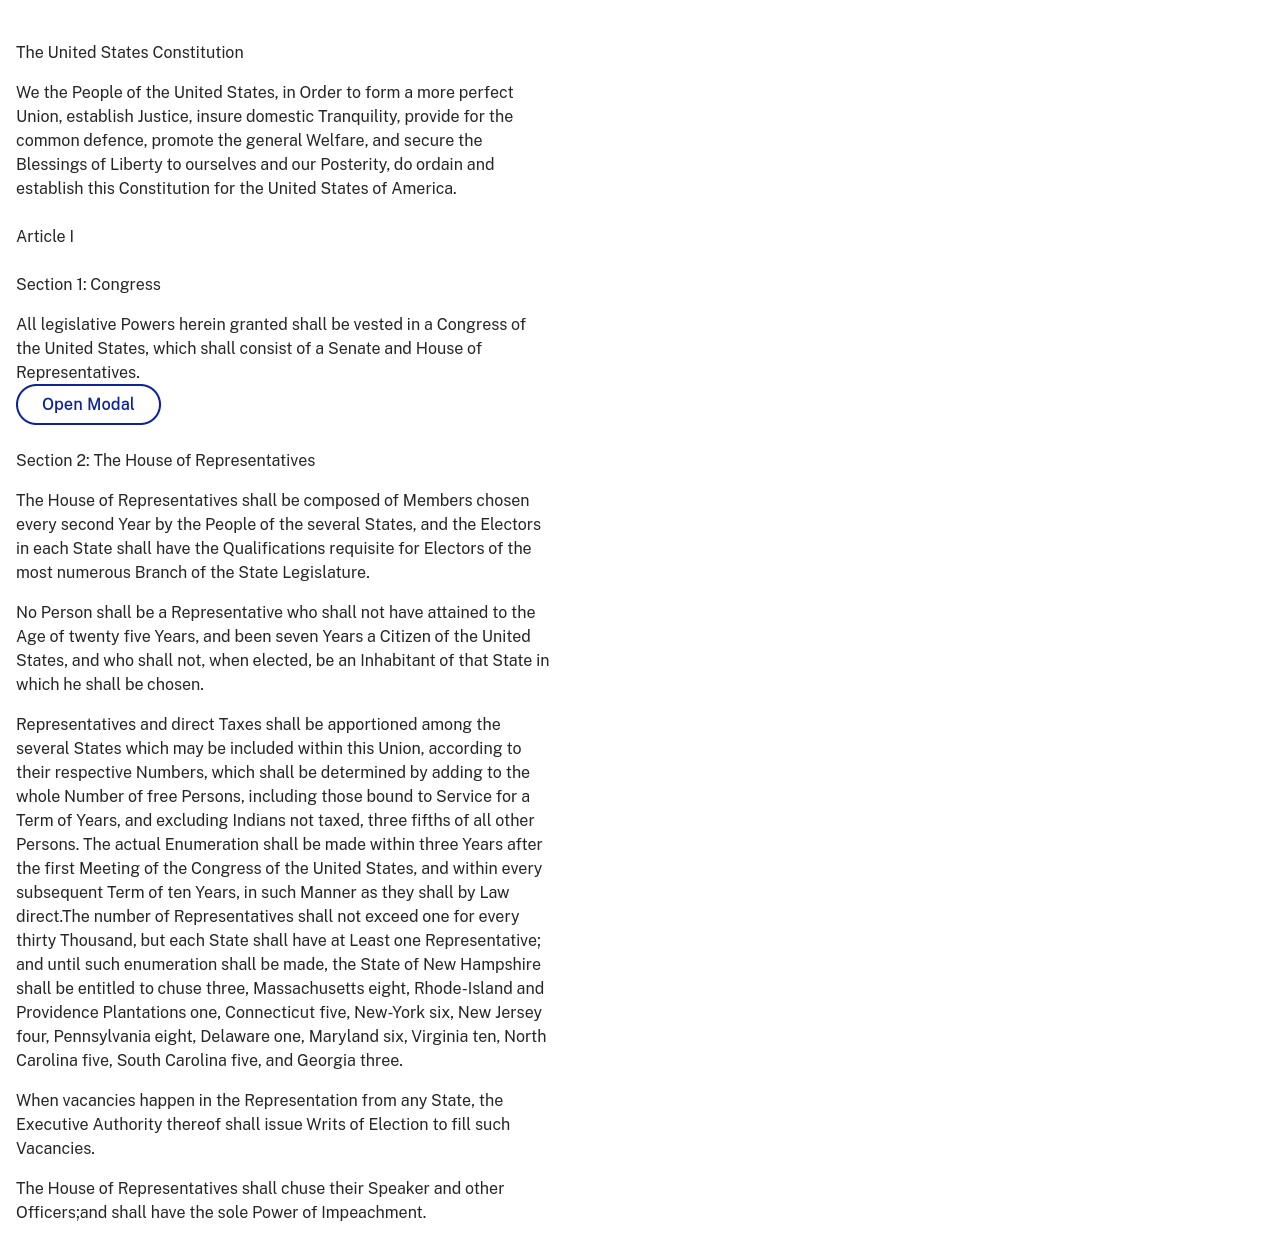 The United States Constitution
We the People of the United States, in Order to form a more perfect
Union, establish Justice, insure domestic Tranquility, provide for the
common defence, promote the general Welfare, and secure the
Blessings of Liberty to ourselves and our Posterity, do ordain and
establish this Constitution for the United States of America.
Article I
Section 1: Congress
All legislative Powers herein granted shall be vested in a Congress of
the United States, which shall consist of a Senate and House of
Representatives.
Open Modal
Section 2: The House of Representatives
The House of Representatives shall be composed of Members chosen
every second Year by the People of the several States, and the Electors
in each State shall have the Qualifications requisite for Electors of the
most numerous Branch of the State Legislature.
No Person shall be a Representative who shall not have attained to the
Age of twenty five Years, and been seven Years a Citizen of the United
States, and who shall not, when elected, be an Inhabitant of that State in
which he shall be chosen.
Representatives and direct Taxes shall be apportioned among the
several States which may be included within this Union, according to
their respective Numbers, which shall be determined by adding to the
whole Number of free Persons, including those bound to Service for a
Term of Years, and excluding Indians not taxed, three fifths of all other
Persons. The actual Enumeration shall be made within three Years after
the first Meeting of the Congress of the United States, and within every
subsequent Term of ten Years, in such Manner as they shall by Law
direct.The number of Representatives shall not exceed one for every
thirty Thousand, but each State shall have at Least one Representative;
and until such enumeration shall be made, the State of New Hampshire
shall be entitled to chuse three, Massachusetts eight, Rhode-Island and
Providence Plantations one, Connecticut five, New-York six, New Jersey
four, Pennsylvania eight, Delaware one, Maryland six, Virginia ten, North
Carolina five, South Carolina five, and Georgia three.
When vacancies happen in the Representation from any State, the
Executive Authority thereof shall issue Writs of Election to fill such
Vacancies.
The House of Representatives shall chuse their Speaker and other
Officers;and shall have the sole Power of Impeachment.